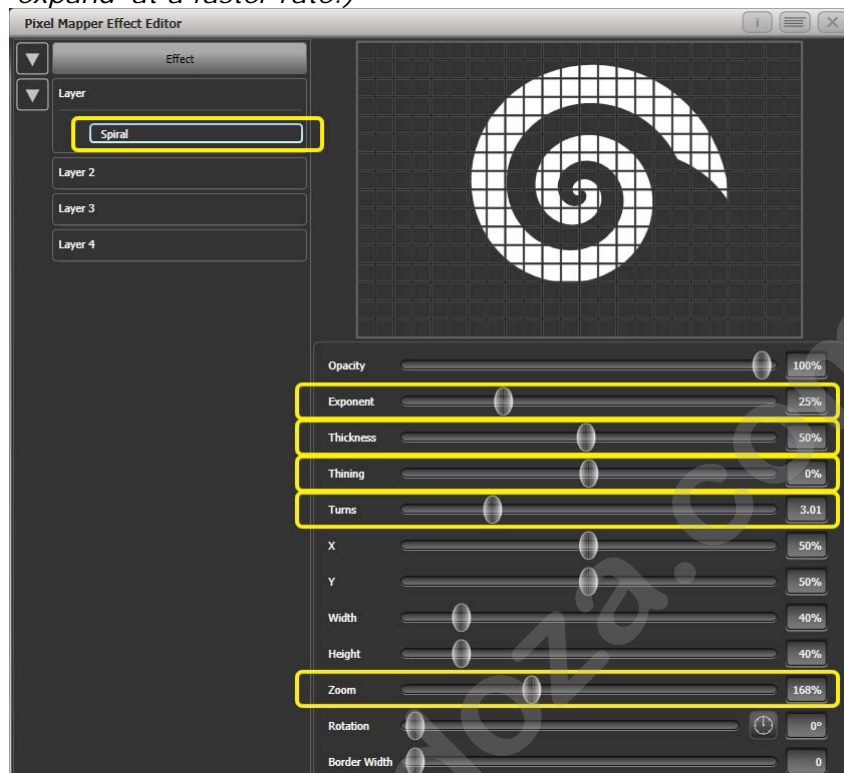 expand' at a faster rate.)
Pixel Mapper Effect Editor
Effect
Layer
Spiral
Layer 2
Layer 3
Layer 4
Opacity 100%
Exponent 25%
Thickness 50%
Thining 0%
Turns 3.01
X 50%
Y 50%
Width 40%
Height 40%
Zoom 168%
Rotation 0°
Border Width 0
doza.com